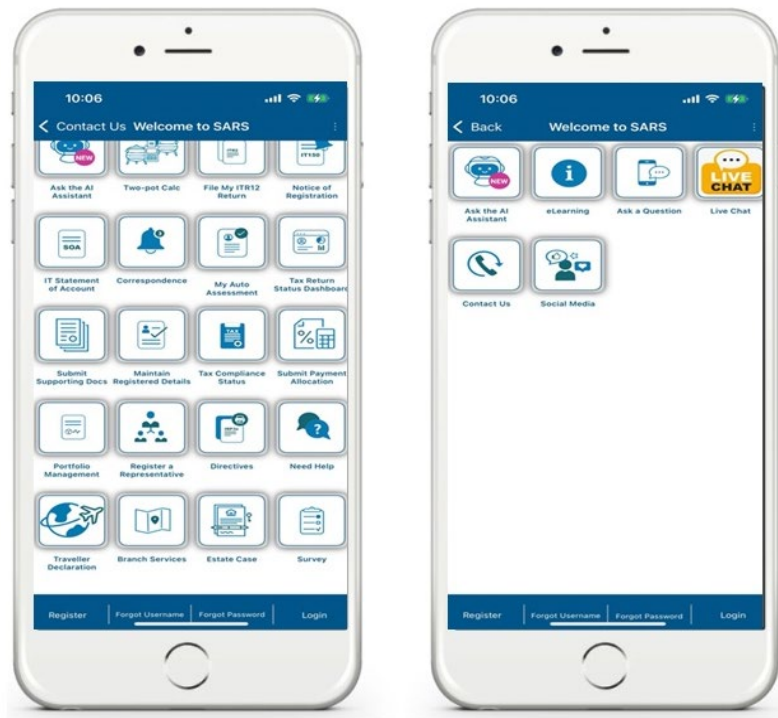 10:06
Contact Us Welcome to SARS
NEW
IT150
Ask the AI
Assistant
Two-pot Calc
File My ITR12
Return
Notice of
Registration
SOA
IT Statement
of Account
Correspondence
My Auto
Assessment
Tax Return
Status Dashboard
TAX
Submit
Supporting Docs
Maintain
Registered Details
Tax Compliance
Status
Submit Payment
Allocation
Portfolio
Management
Register a
Representative
Directives
Need Help
Traveller
Declaration
Branch Services
Estate Case
Survey
Register
Forgot Username
Forgot Password
Login
10:06
Back Welcome to SARS
NEW
LIVE
CHAT
Ask the AI
Assistant
eLearning
Ask a Question
Live Chat
Contact Us
Social Media
Register
Forgot Username
Forgot Password
Login